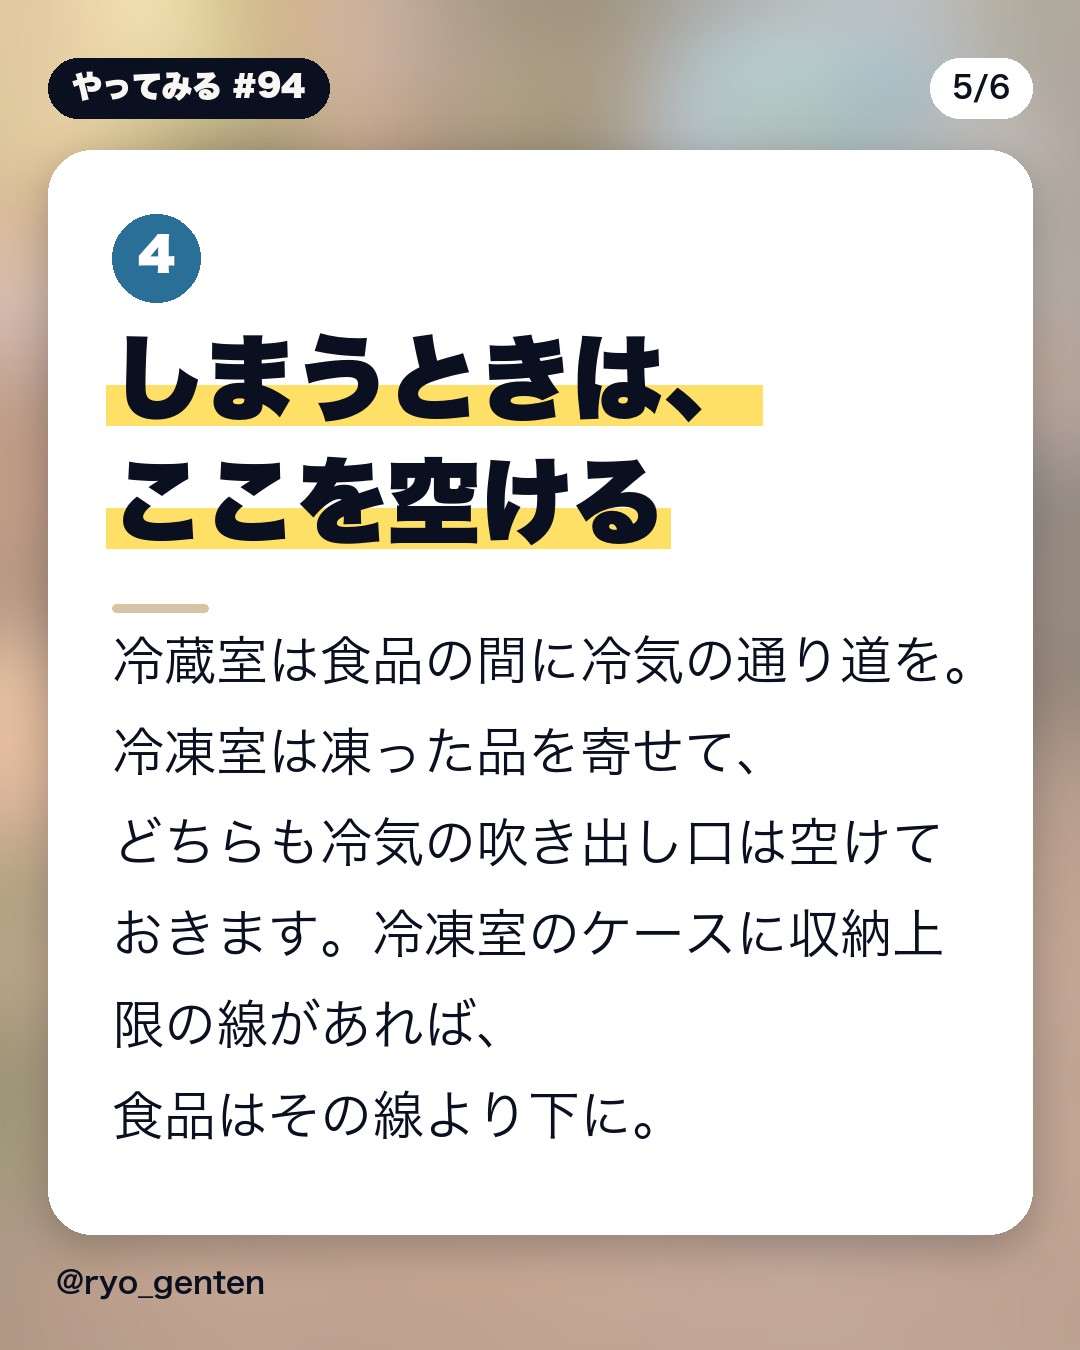 やってみる #94
5/6
4
しまうときは、
ここを空ける
冷蔵室は食品の間に冷気の通り道を。
冷凍室は凍った品を寄せて、
どちらも冷気の吹き出し口は空けて
おきます。冷凍室のケースに収納上
限の線があれば、
食品はその線より下に。
@ryo_genten